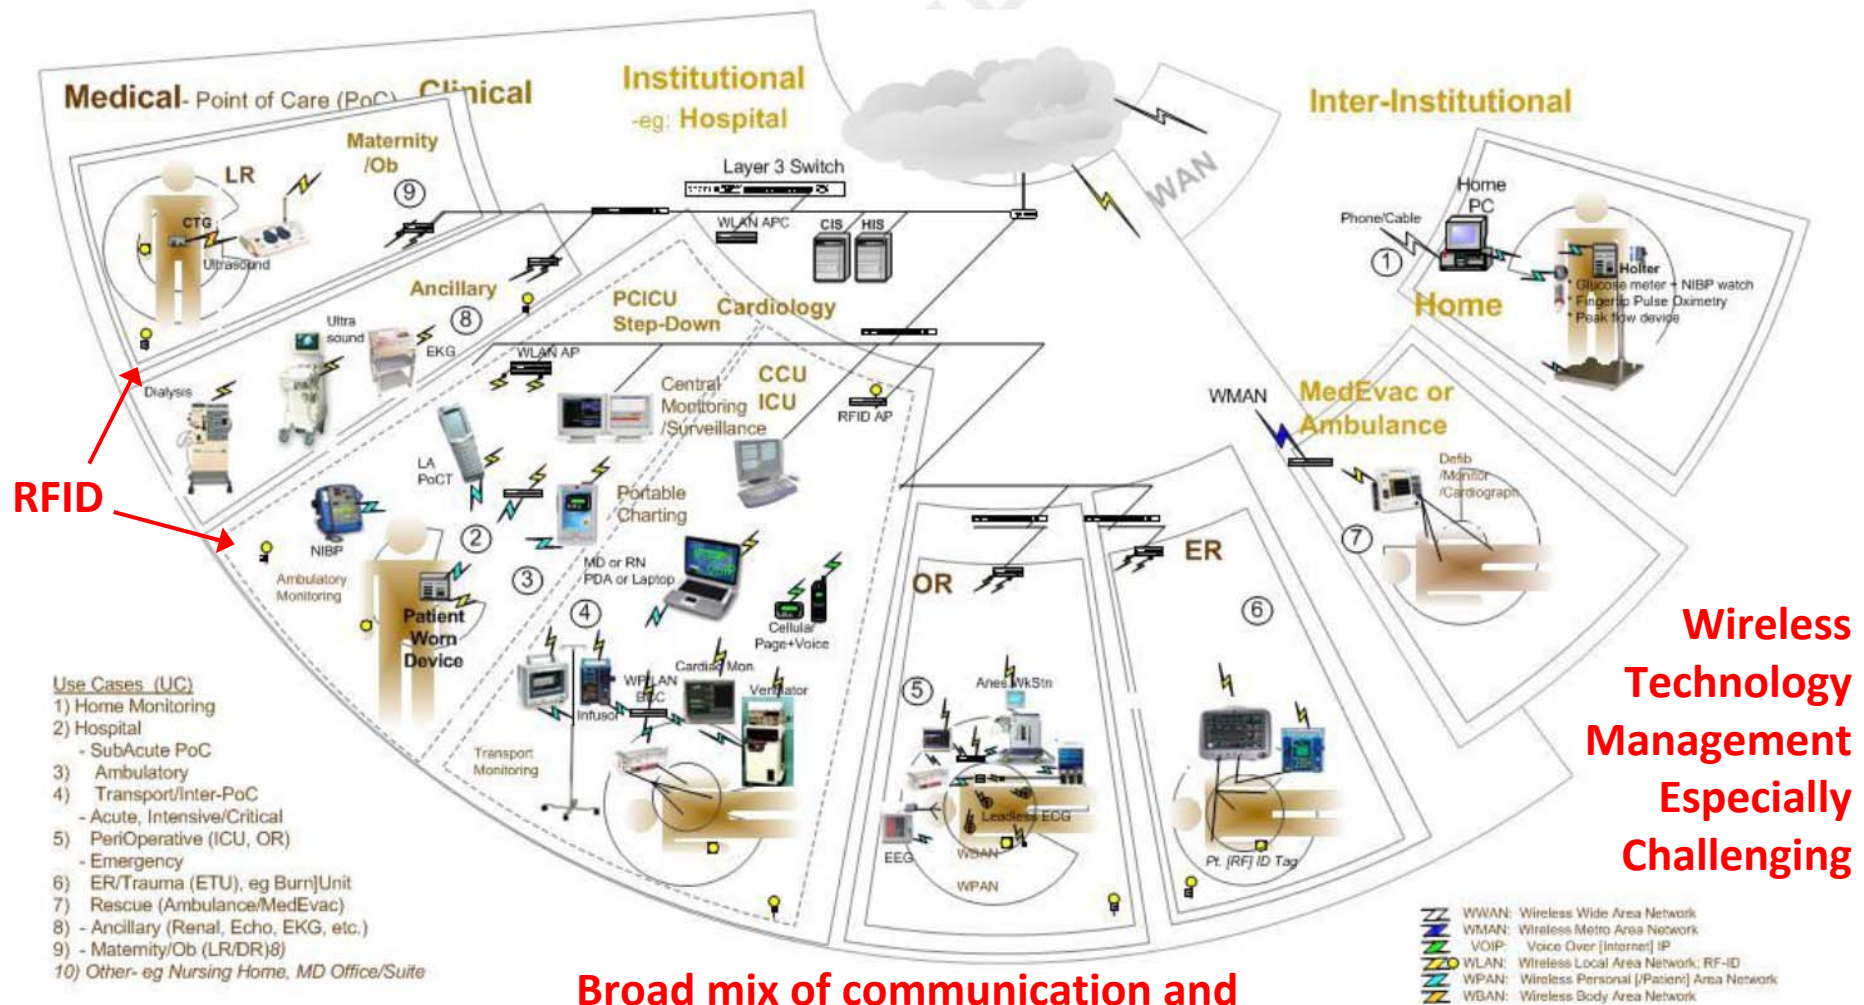 Medical - Point of Care (PoC) Clinical
Institutional
-eg: Hospital
Inter-Institutional
WAN
Maternity
/Ob
LR
9
CTG
Ultrasound
Layer 3 Switch
WLAN APC
CIS
HIS
Home
PC
Phone/Cable
1
Holter
* Glucose meter + NIBP watch
* Fingertip Pulse Oximetry
* Peak flow device
Home
Ancillary
8
Ultra
sound
EKG
Dialysis
PCICU
Step-Down
Cardiology
WLAN AP
Central
Monitoring
/Surveillance
CCU
ICU
RFID AP
WMAN
MedEvac or
Ambulance
Defib
/Monitor
/Cardiograph
7
RFID
LA
PoCT
Portable
Charting
NIBP
2
Ambulatory
Monitoring
3
MD or RN
PDA or Laptop
4
Patient
Worn
Device
Cellular
Page+Voice
OR
ER
6
5
Infusor
Cardiac Mon.
Ventilator
Transport
Monitoring
Anes.WkStn
Leadless ECG
EEG
WBAN
WPAN
Pt. [RF] ID Tag
Wireless
Technology
Management
Especially
Challenging
Use Cases (UC)
1) Home Monitoring
2) Hospital
- SubAcute PoC
3) Ambulatory
4) Transport/Inter-PoC
- Acute, Intensive/Critical
5) PeriOperative (ICU, OR)
- Emergency
6) ER/Trauma (ETU), eg Burn]Unit
7) Rescue (Ambulance/MedEvac)
8) - Ancillary (Renal, Echo, EKG, etc.)
9) - Maternity/Ob (LR/DR)8)
10) Other- eg Nursing Home, MD Office/Suite
WWAN: Wireless Wide Area Network
WMAN: Wireless Metro Area Network
VOIP: Voice Over [Internet] IP
WLAN: Wireless Local Area Network; RF-ID
WPAN: Wireless Personal [/Patient] Area Network
WBAN: Wireless Body Area Network
Broad mix of communication and